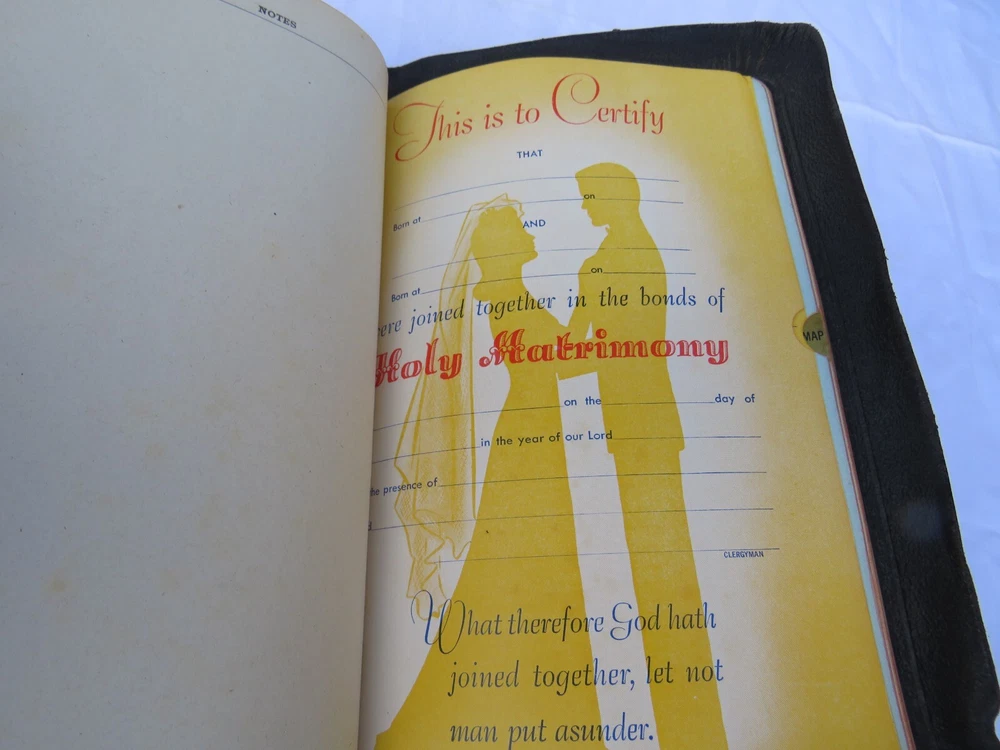 NOTES
This is to Certify
THAT
Born at on
AND
Born at on
ere joined together in the bonds of
Holy Matrimony
on the day of
in the year of our Lord
the presence of
CLERGYMAN
What therefore God hath
joined together, let not
man put asunder.
MAP